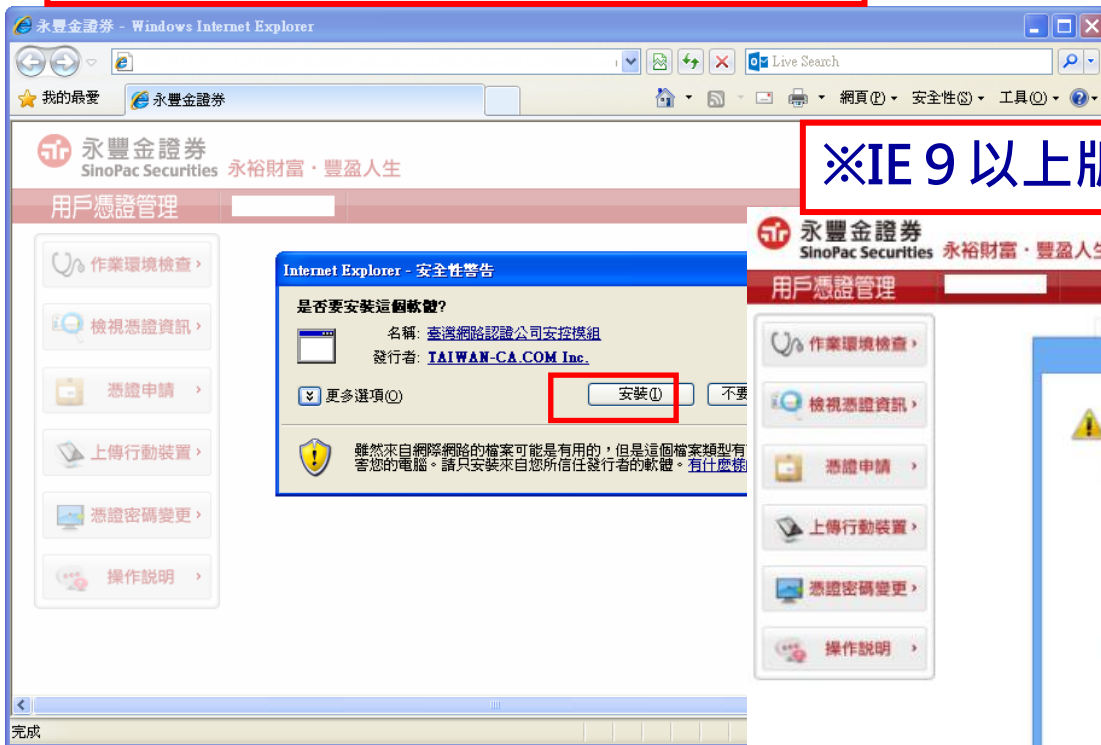 永豐金證券 - Windows Internet Explorer
Live Search
我的最愛
永豐金證券
網頁(P)
安全性(S)
工具(O)
永豐金證券
SinoPac Securities
永裕財富・豐盈人生
用戶憑證管理
作業環境檢查
檢視憑證資訊
憑證申請
上傳行動裝置
憑證密碼變更
操作說明
Internet Explorer - 安全性警告
是否要安裝這個軟體?
名稱: 臺灣網路認證公司安控模組
發行者: TAIWAN-CA.COM Inc.
更多選項(O)
安裝(I)
不要
雖然來自網際網路的檔案可能是有用的，但是這個檔案類型有
害您的電腦。請只安裝來自您所信任發行者的軟體。有什麼樣
完成
※IE 9 以上版
永豐金證券
SinoPac Securities
永裕財富・豐盈人生
用戶憑證管理
作業環境檢查
檢視憑證資訊
憑證申請
上傳行動裝置
憑證密碼變更
操作說明